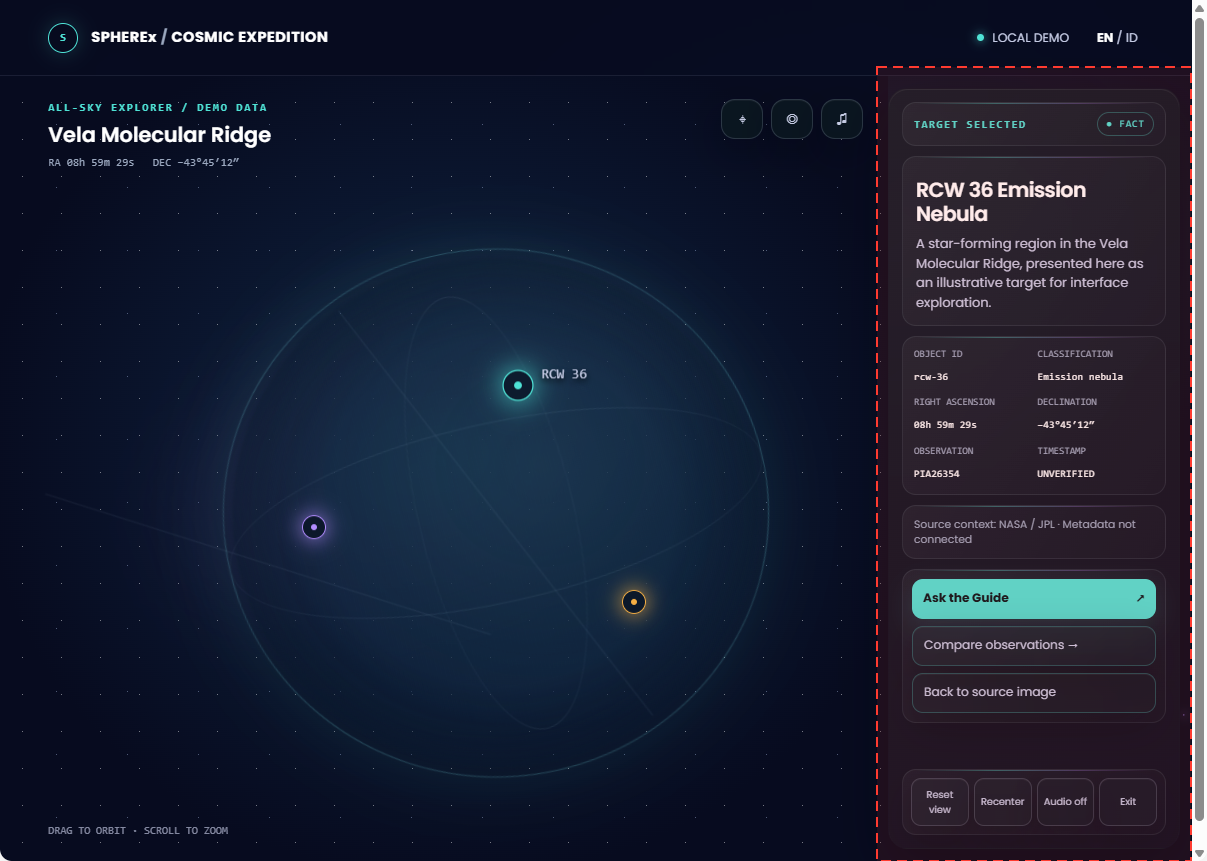 S SPHEREx / COSMIC EXPEDITION
LOCAL DEMO EN / ID
ALL-SKY EXPLORER / DEMO DATA
Vela Molecular Ridge
RA 08h 59m 29s DEC −43°45′12″
RCW 36
DRAG TO ORBIT · SCROLL TO ZOOM
TARGET SELECTED
FACT
RCW 36 Emission
Nebula
A star-forming region in the Vela
Molecular Ridge, presented here as
an illustrative target for interface
exploration.
OBJECT ID CLASSIFICATION
rcw-36 Emission nebula
RIGHT ASCENSION DECLINATION
08h 59m 29s −43°45′12″
OBSERVATION TIMESTAMP
PIA26354 UNVERIFIED
Source context: NASA / JPL · Metadata not
connected
Ask the Guide ↗
Compare observations →
Back to source image
Reset
view
Recenter
Audio off
Exit